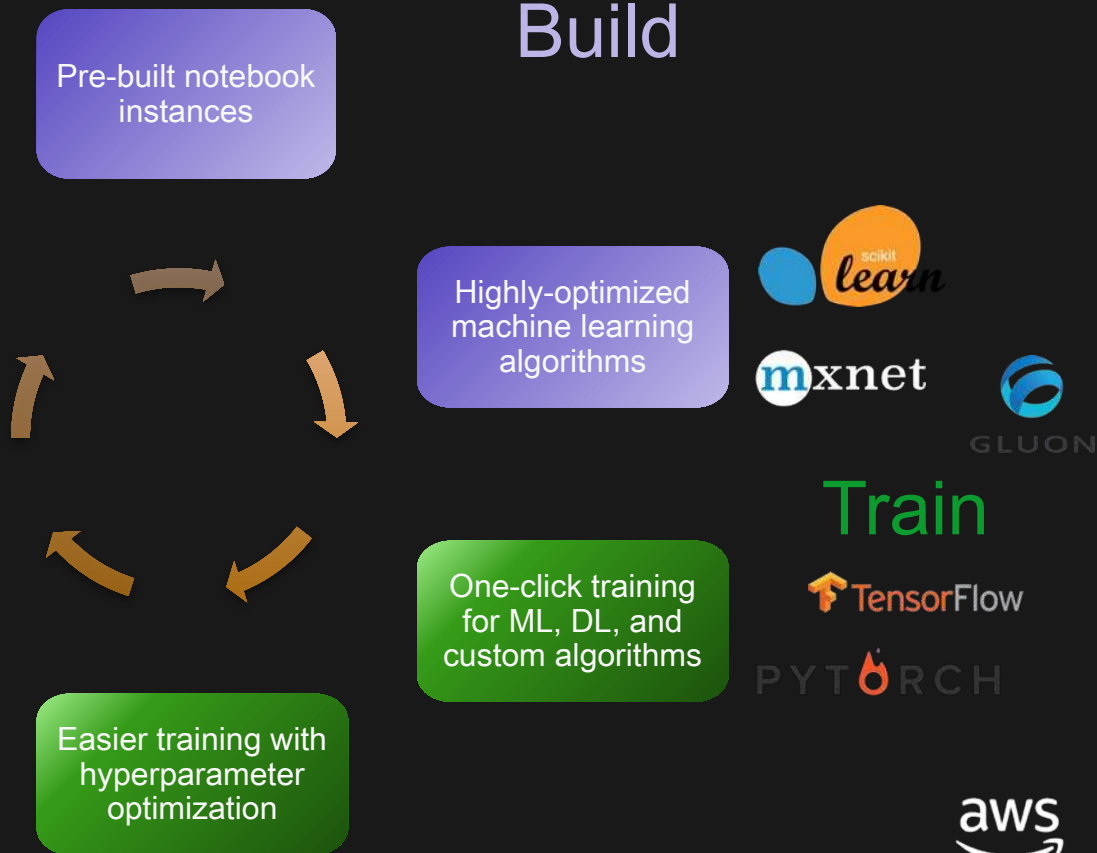 Build
Pre-built notebook
instances
Highly-optimized
machine learning
algorithms
scikit
learn
mxnet
GLUON
Train
One-click training
for ML, DL, and
custom algorithms
TensorFlow
PYTORCH
Easier training with
hyperparameter
optimization
aws